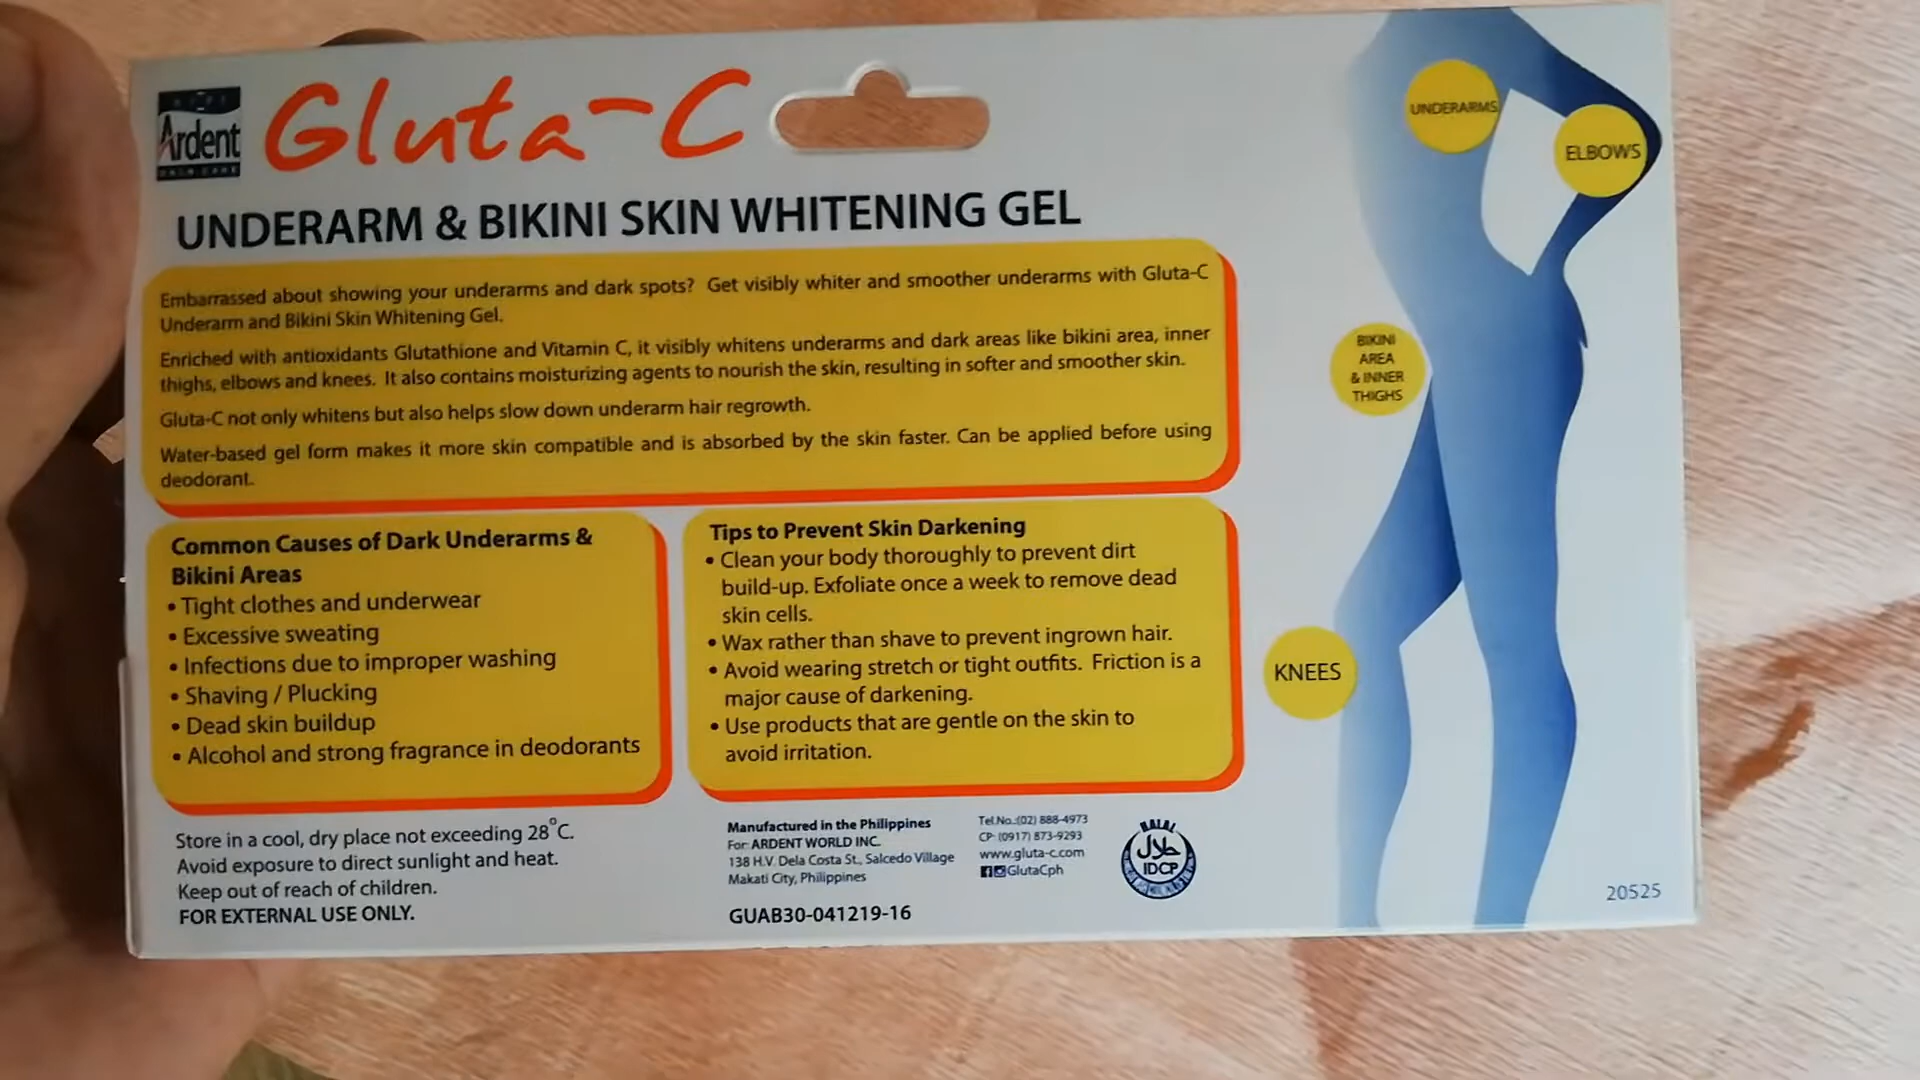 Ardent
SKIN CARE
Gluta-C
UNDERARM & BIKINI SKIN WHITENING GEL
Embarrassed about showing your underarms and dark spots? Get visibly whiter and smoother underarms with Gluta-C
Underarm and Bikini Skin Whitening Gel.
Enriched with antioxidants Glutathione and Vitamin C, it visibly whitens underarms and dark areas like bikini area, inner
thighs, elbows and knees. It also contains moisturizing agents to nourish the skin, resulting in softer and smoother skin.
Gluta-C not only whitens but also helps slow down underarm hair regrowth.
Water-based gel form makes it more skin compatible and is absorbed by the skin faster. Can be applied before using
deodorant.
Common Causes of Dark Underarms &
Bikini Areas
• Tight clothes and underwear
• Excessive sweating
• Infections due to improper washing
• Shaving / Plucking
• Dead skin buildup
• Alcohol and strong fragrance in deodorants
Tips to Prevent Skin Darkening
• Clean your body thoroughly to prevent dirt
build-up. Exfoliate once a week to remove dead
skin cells.
• Wax rather than shave to prevent ingrown hair.
• Avoid wearing stretch or tight outfits. Friction is a
major cause of darkening.
• Use products that are gentle on the skin to
avoid irritation.
UNDERARMS
ELBOWS
BIKINI
AREA
& INNER
THIGHS
KNEES
Store in a cool, dry place not exceeding 28°C.
Avoid exposure to direct sunlight and heat.
Keep out of reach of children.
FOR EXTERNAL USE ONLY.
Manufactured in the Philippines
For: ARDENT WORLD INC.
138 H.V. Dela Costa St., Salcedo Village
Makati City, Philippines
GUAB30-041219-16
Tel.No.:(02) 888-4973
CP: (0917) 873-9293
www.gluta-c.com
GlutaCph
HALAL
حلال
IDCP
20525